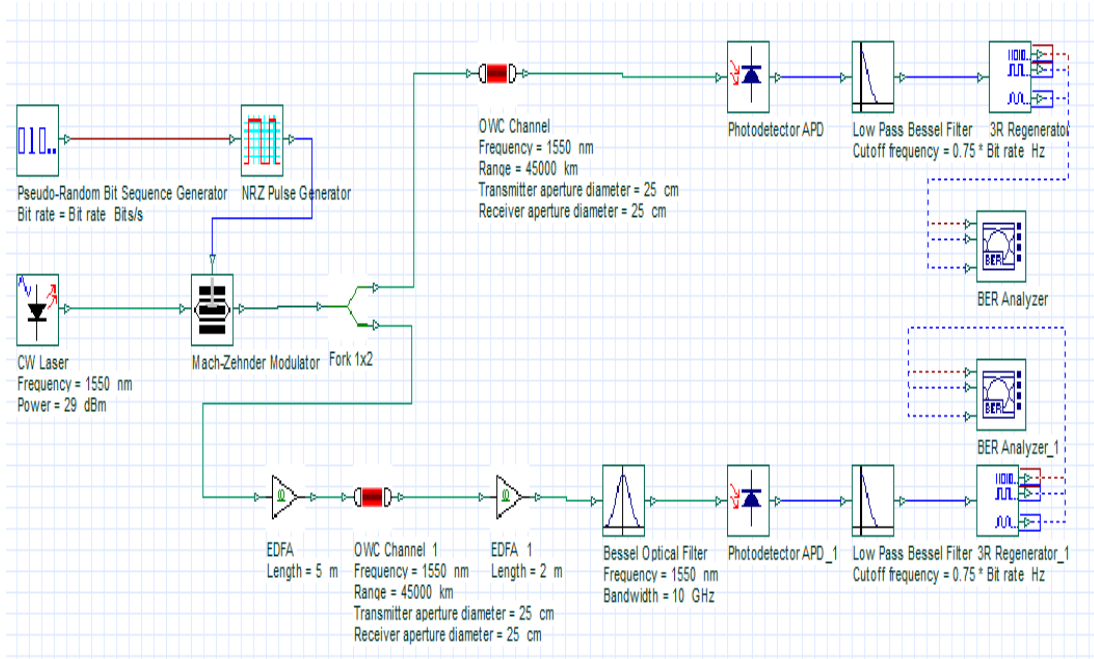 OWC Channel
Frequency = 1550 nm
Range = 45000 km
Transmitter aperture diameter = 25 cm
Receiver aperture diameter = 25 cm
Photodetector APD
Low Pass Bessel Filter
Cutoff frequency = 0.75 * Bit rate Hz
3R Regenerator
Pseudo-Random Bit Sequence Generator
Bit rate = Bit rate Bits/s
NRZ Pulse Generator
BER
BER Analyzer
CW Laser
Frequency = 1550 nm
Power = 29 dBm
Mach-Zehnder Modulator
Fork 1x2
BER
BER Analyzer_1
EDFA
Length = 5 m
OWC Channel 1
Frequency = 1550 nm
Range = 45000 km
Transmitter aperture diameter = 25 cm
Receiver aperture diameter = 25 cm
EDFA 1
Length = 2 m
Bessel Optical Filter
Frequency = 1550 nm
Bandwidth = 10 GHz
Photodetector APD_1
Low Pass Bessel Filter
Cutoff frequency = 0.75 * Bit rate Hz
3R Regenerator_1